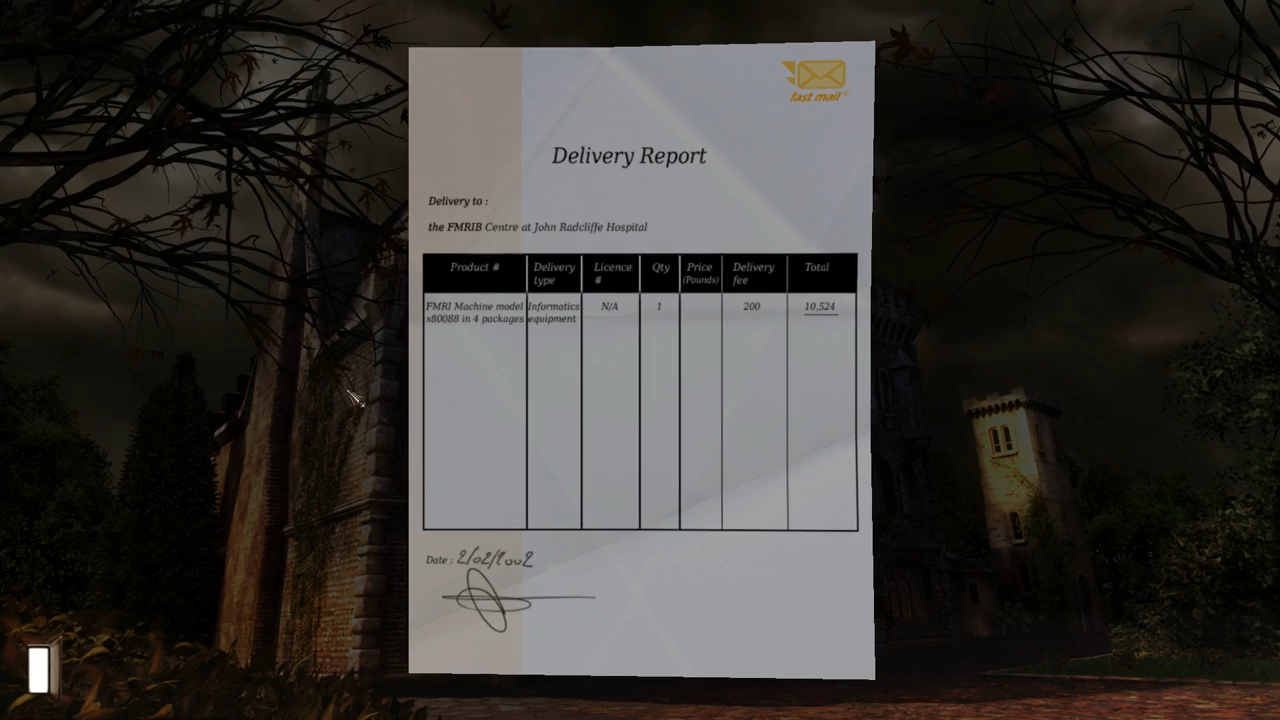 fast mail®
Delivery Report
Delivery to :
the FMRIB Centre at John Radcliffe Hospital
Product # Delivery type Licence # Qty Price (Pounds) Delivery fee Total
FMRI Machine model x80088 in 4 packages Informatics equipment N/A 1 200 10,524
Date : 2/02/2002